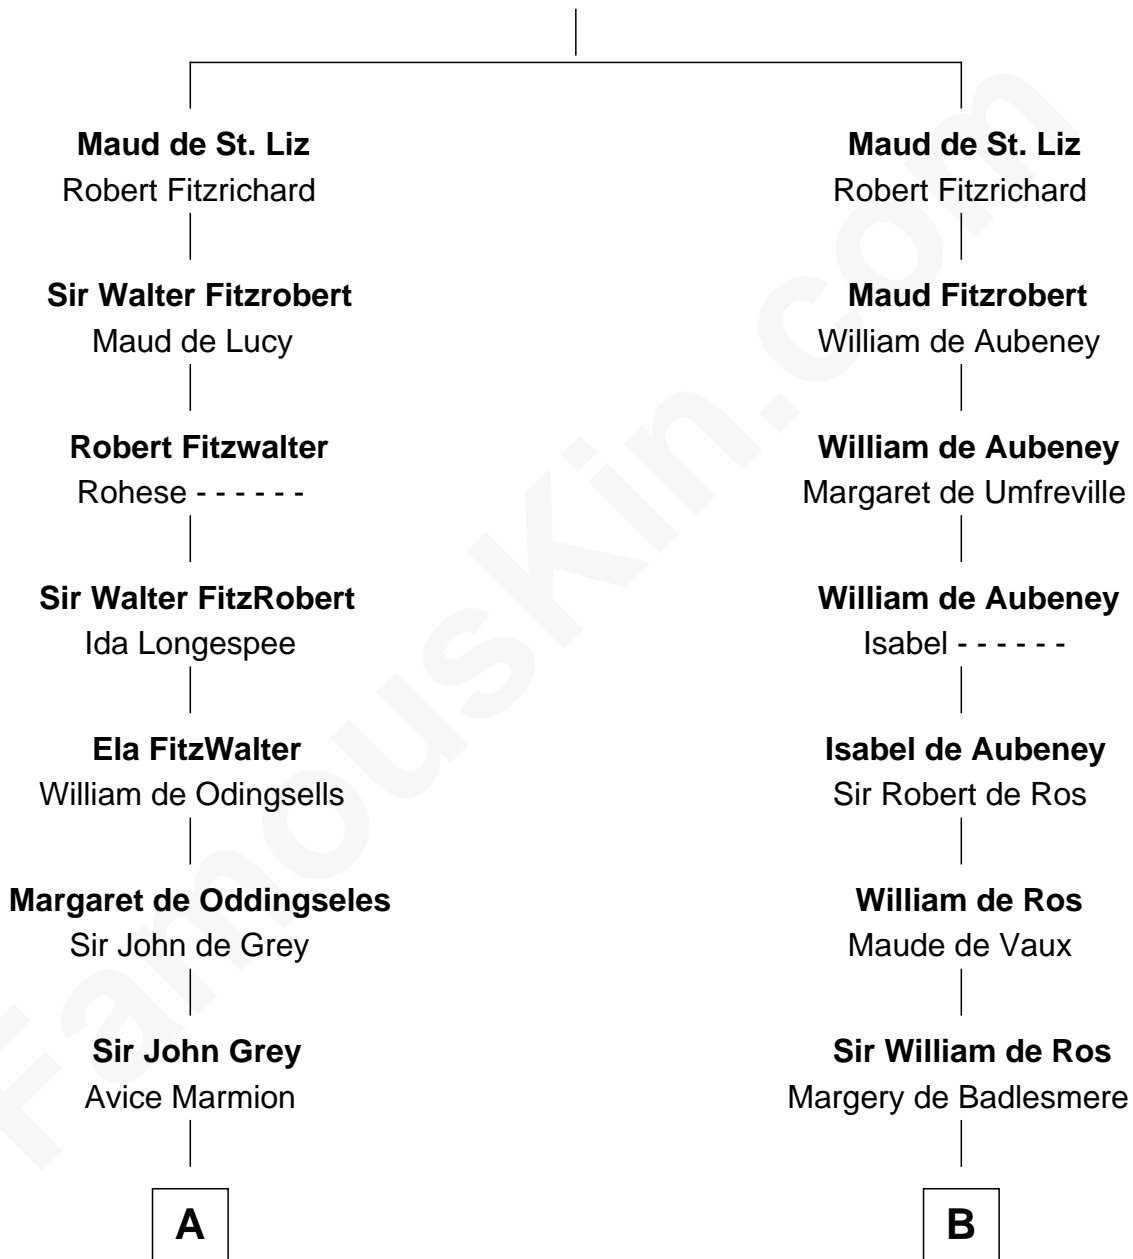 Maud de St. Liz
Robert Fitzrichard
Sir Walter Fitzrobert
Maud de Lucy
Robert Fitzwalter
Rohese - - - - - -
Sir Walter FitzRobert
Ida Longespee
Ela FitzWalter
William de Odingsells
Margaret de Oddingseles
Sir John de Grey
Sir John Grey
Avice Marmion
A
Maud de St. Liz
Robert Fitzrichard
Maud Fitzrobert
William de Aubeney
William de Aubeney
Margaret de Umfreville
William de Aubeney
Isabel - - - - - -
Isabel de Aubeney
Sir Robert de Ros
William de Ros
Maude de Vaux
Sir William de Ros
Margery de Badlesmere
B
FamousKin.com